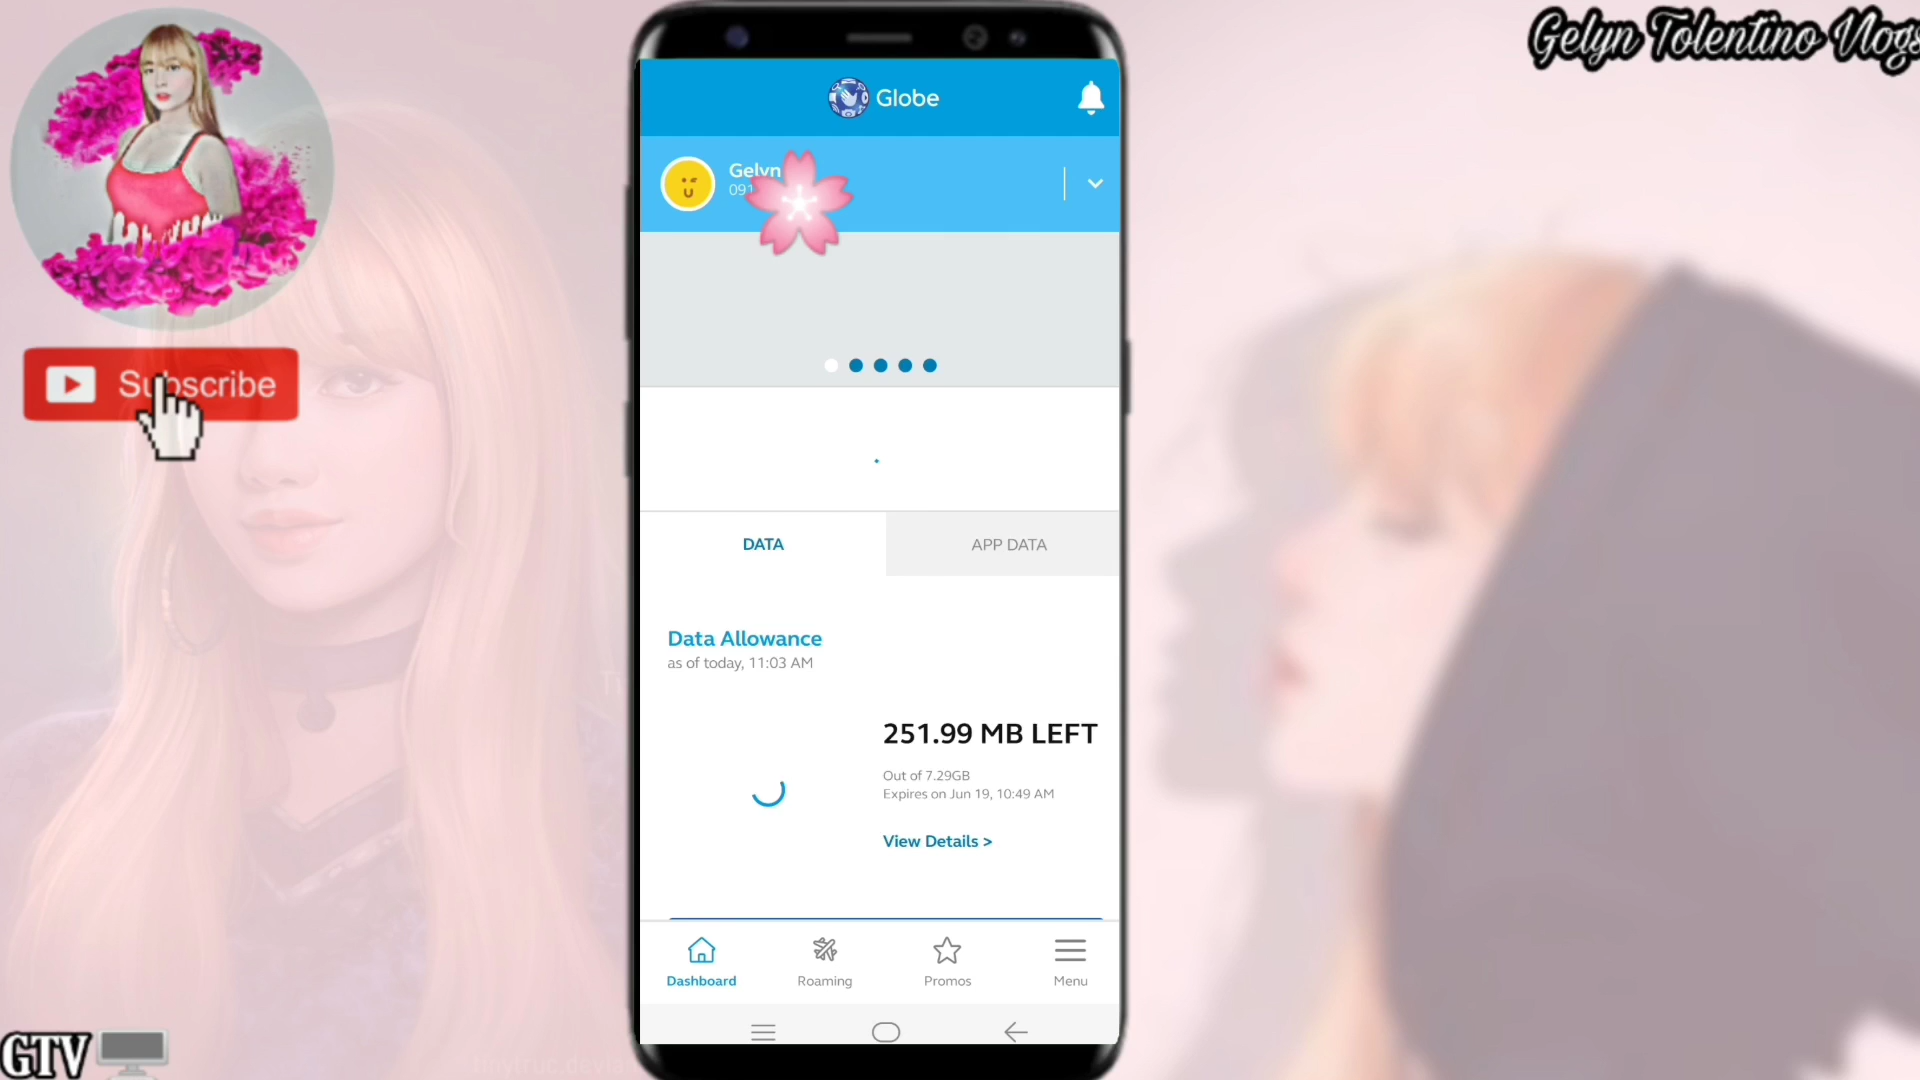 Gelyn Tolentino Vlogs
Subscribe
Globe
Gelyn
091
DATA
APP DATA
Data Allowance
as of today, 11:03 AM
251.99 MB LEFT
Out of 7.29GB
Expires on Jun 19, 10:49 AM
View Details >
Dashboard
Roaming
Promos
Menu
GTV